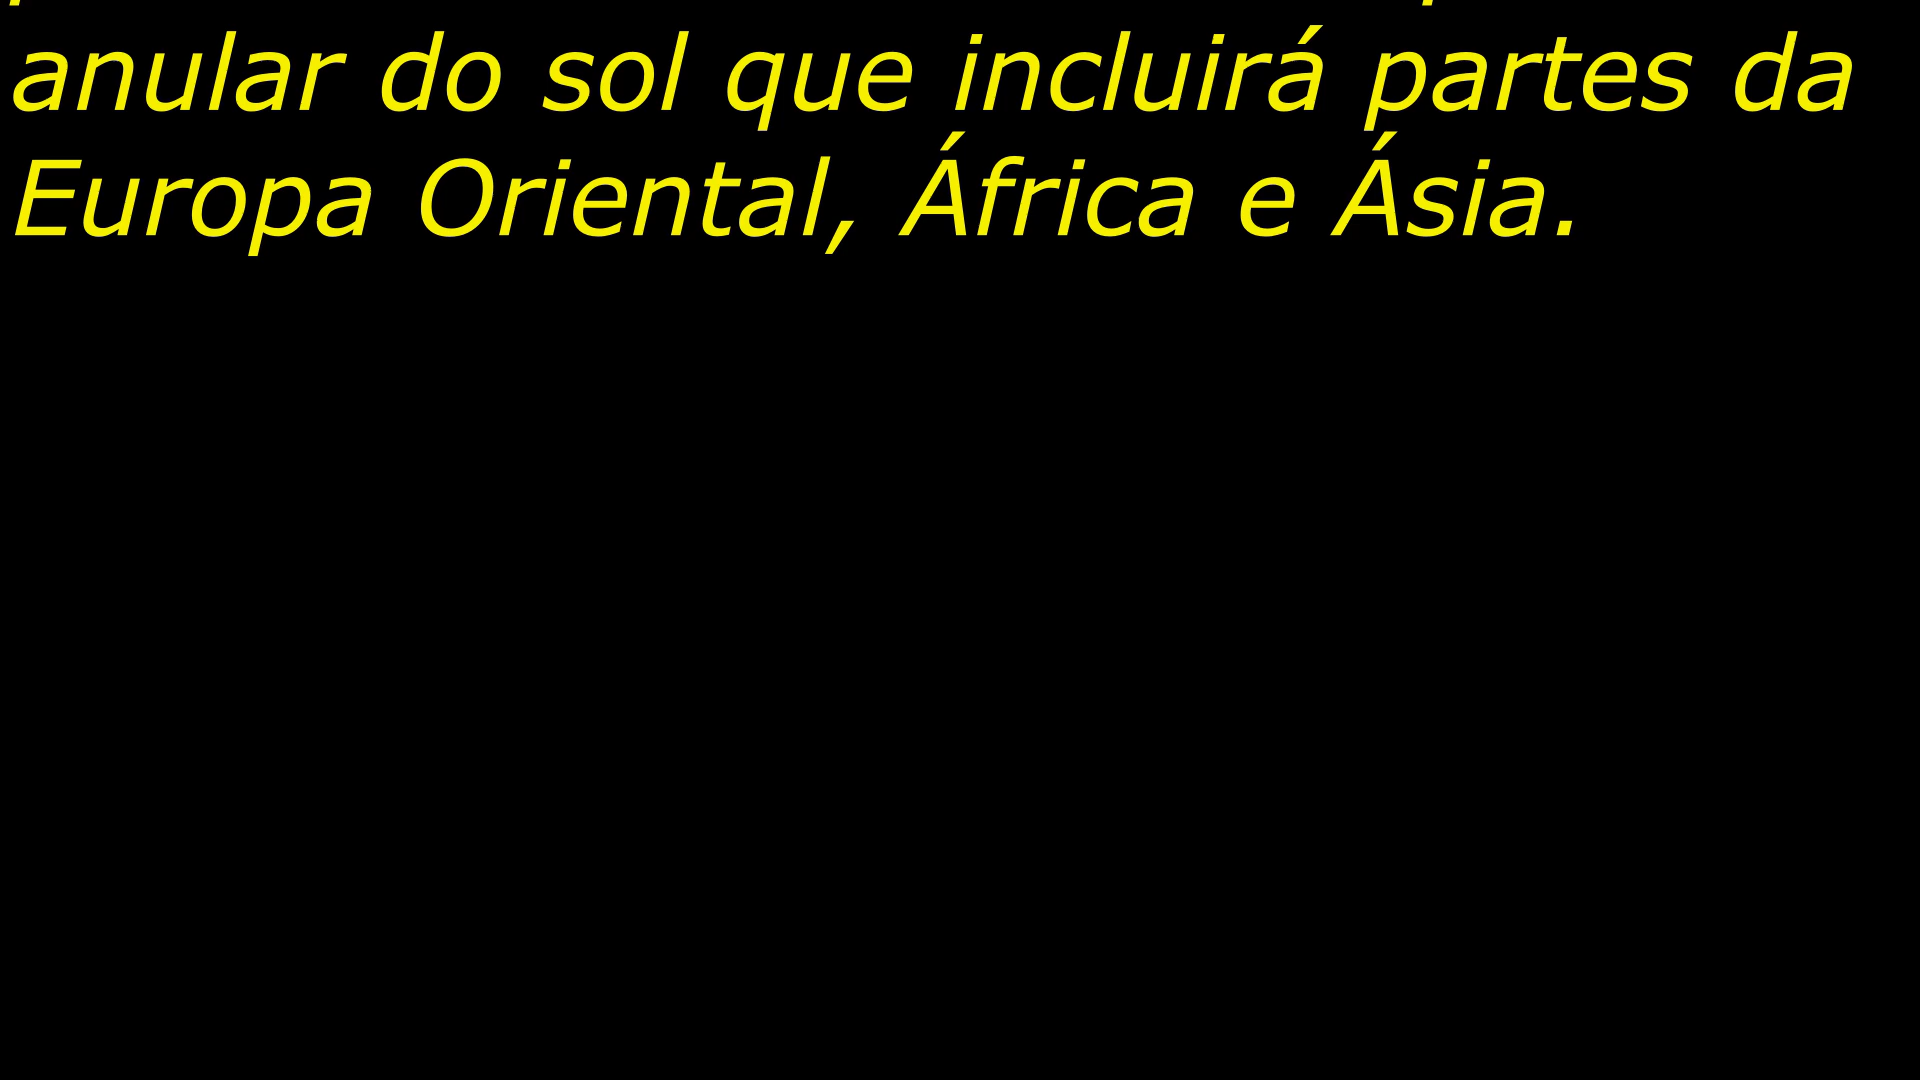 anular do sol que incluirá partes da
Europa Oriental, África e Ásia.